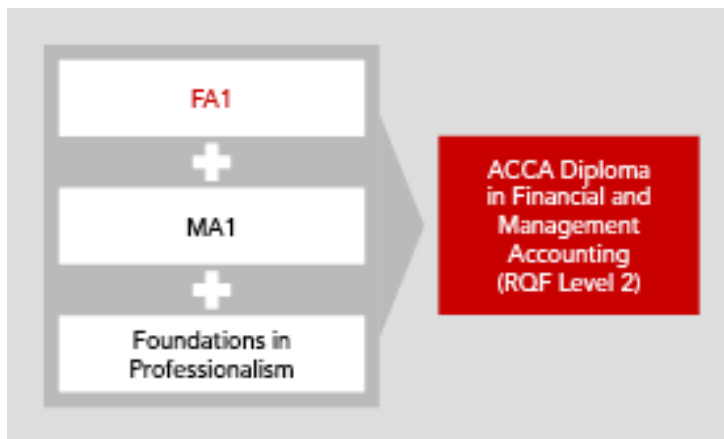 FA1
MA1
Foundations in
Professionalism
ACCA Diploma
in Financial and
Management
Accounting
(RQF Level 2)